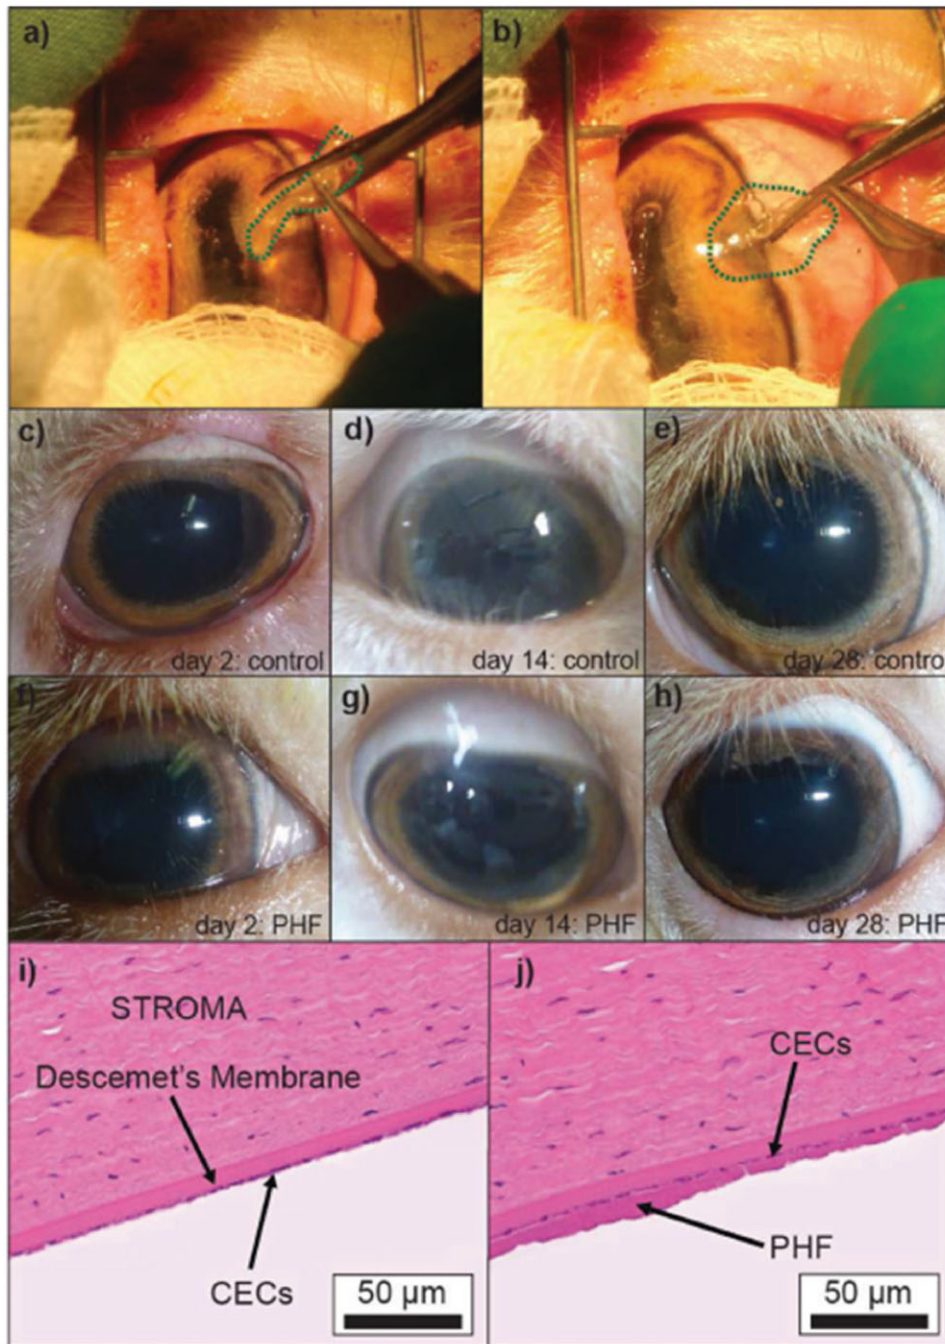 a)
b)
c)
d)
e)
day 2: control
day 14: control
day 28: control
f)
g)
h)
day 2: PHF
day 14: PHF
day 28: PHF
i)
j)
STROMA
Descemet's Membrane
CECs
50 µm
CECs
PHF
50 µm